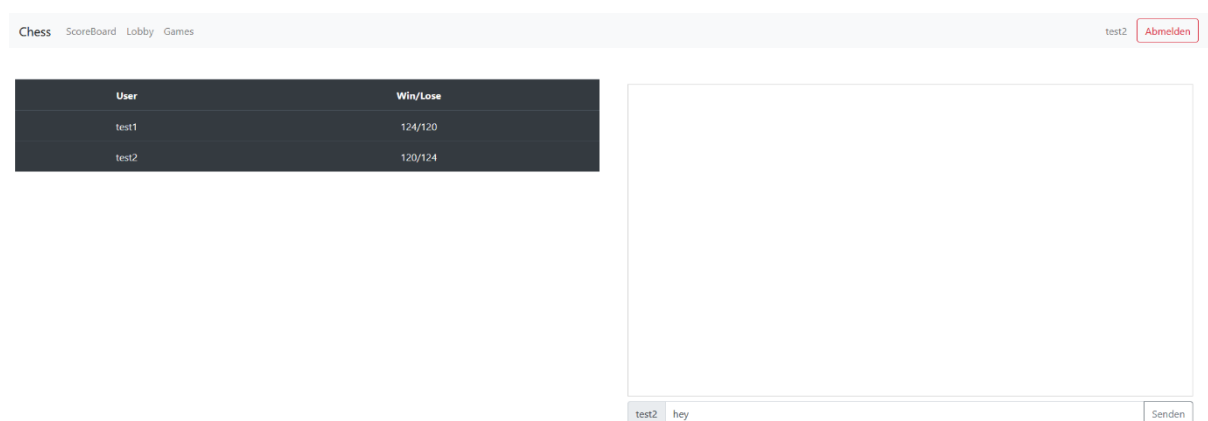 Chess ScoreBoard Lobby Games test2 Abmelden
User Win/Lose
test1 124/120
test2 120/124
test2 hey Senden